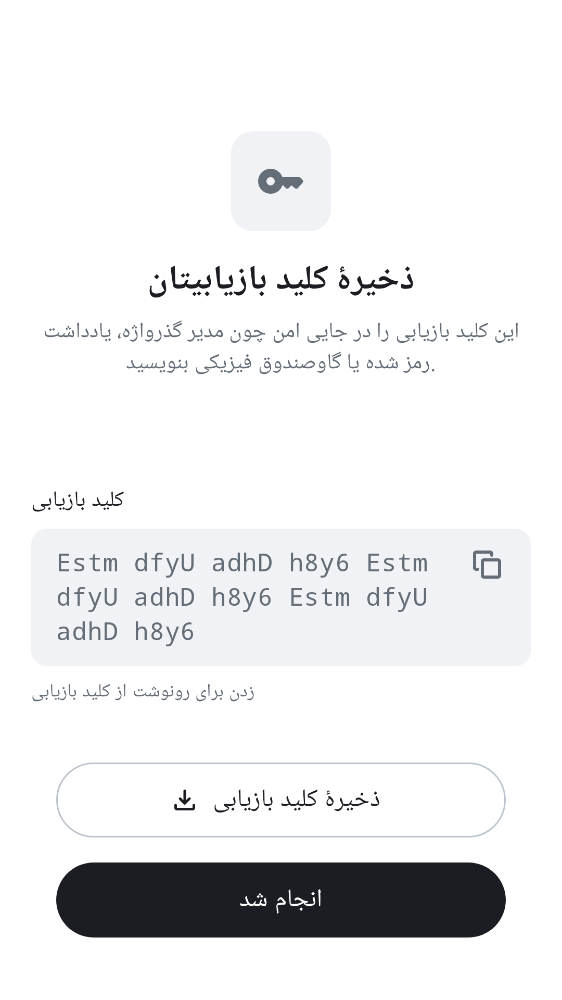 ذخیرهٔ کلید بازیابیتان
این کلید بازیابی را در جایی امن چون مدیر گذرواژه، یادداشت
رمز شده یا گاوصندوق فیزیکی بنویسید.
کلید بازیابی
Estm dfyU adhD h8y6 Estm
dfyU adhD h8y6 Estm dfyU
adhD h8y6
زدن برای رونوشت از کلید بازیابی
ذخیرهٔ کلید بازیابی
انجام شد